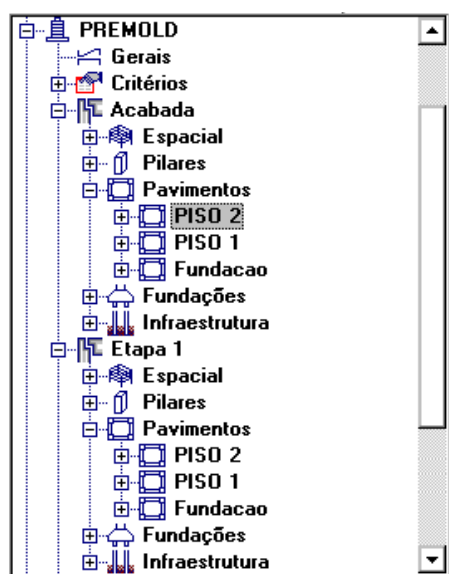 PREMOLD
Gerais
Critérios
Acabada
Espacial
Pilares
Pavimentos
PISO 2
PISO 1
Fundacao
Fundações
Infraestrutura
Etapa 1
Espacial
Pilares
Pavimentos
PISO 2
PISO 1
Fundacao
Fundações
Infraestrutura